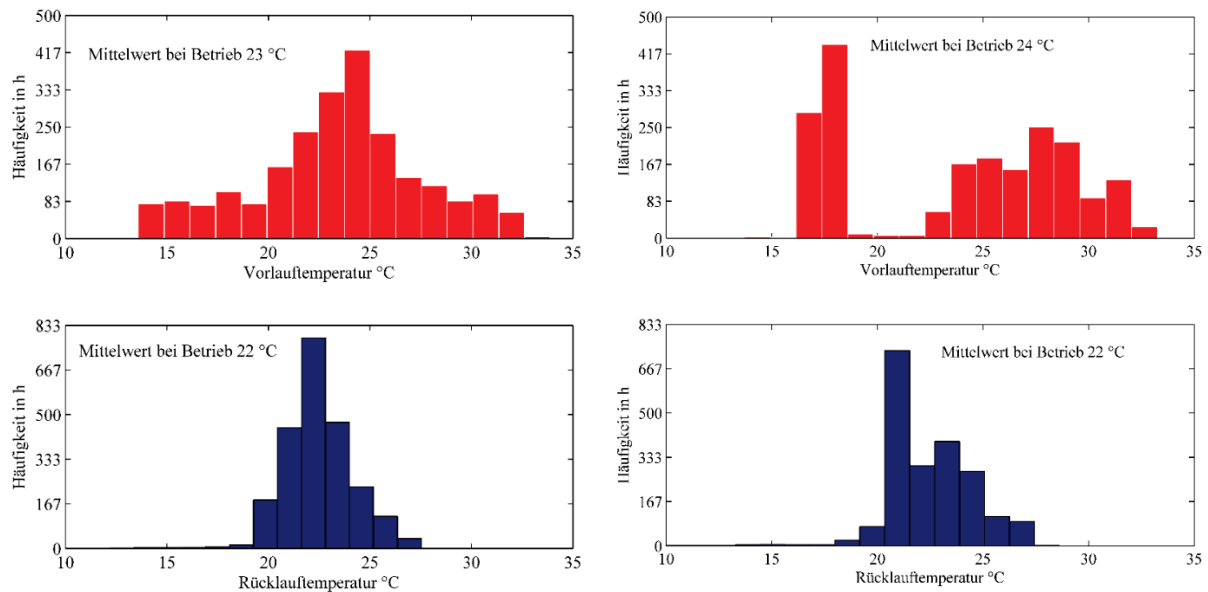 500
417
333
250
167
83
0
Häufigkeit in h
Mittelwert bei Betrieb 23 °C
10 15 20 25 30 35
Vorlauftemperatur °C
500
417
333
250
167
83
0
Häufigkeit in h
Mittelwert bei Betrieb 24 °C
10 15 20 25 30 35
Vorlauftemperatur °C
833
667
500
333
167
0
Häufigkeit in h
Mittelwert bei Betrieb 22 °C
10 15 20 25 30 35
Rücklauftemperatur °C
833
667
500
333
167
0
Häufigkeit in h
Mittelwert bei Betrieb 22 °C
10 15 20 25 30 35
Rücklauftemperatur °C